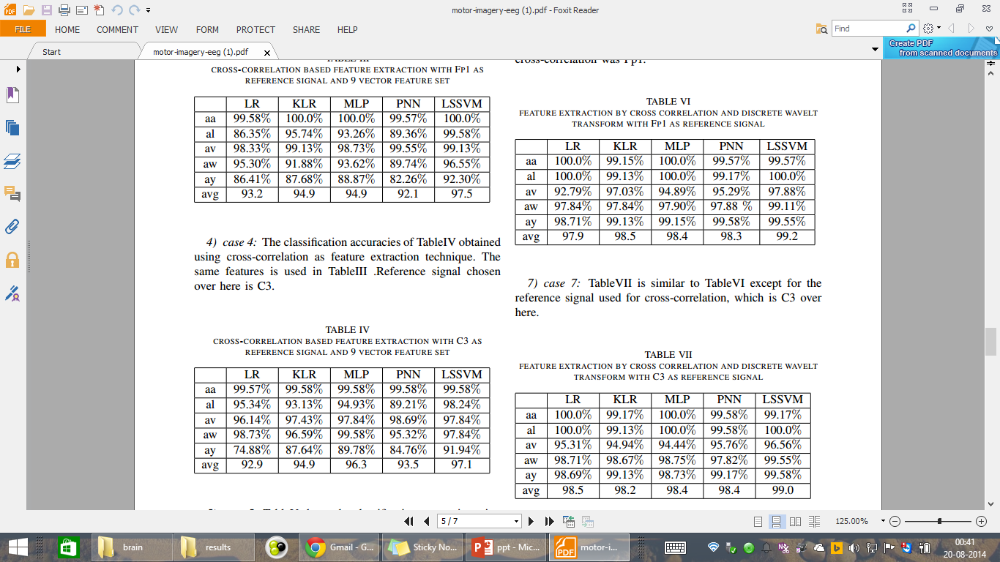 motor-imagery-eeg (1).pdf - Foxit Reader
FILE HOME COMMENT VIEW FORM PROTECT SHARE HELP
Find
Start
motor-imagery-eeg (1).pdf
Create PDF
from scanned documents
TABLE III
CROSS-CORRELATION BASED FEATURE EXTRACTION WITH FP1 AS
REFERENCE SIGNAL AND 9 VECTOR FEATURE SET
LR KLR MLP PNN LSSVM
aa 99.58% 100.0% 100.0% 99.57% 100.0%
al 86.35% 95.74% 93.26% 89.36% 99.58%
av 98.33% 99.13% 98.73% 99.55% 99.13%
aw 95.30% 91.88% 93.62% 89.74% 96.55%
ay 86.41% 87.68% 88.87% 82.26% 92.30%
avg 93.2 94.9 94.9 92.1 97.5
4) case 4: The classification accuracies of TableIV obtained
using cross-correlation as feature extraction technique. The
same features is used in TableIII .Reference signal chosen
over here is C3.
TABLE IV
CROSS-CORRELATION BASED FEATURE EXTRACTION WITH C3 AS
REFERENCE SIGNAL AND 9 VECTOR FEATURE SET
LR KLR MLP PNN LSSVM
aa 99.57% 99.58% 99.58% 99.58% 99.58%
al 95.34% 93.13% 94.93% 89.21% 98.24%
av 96.14% 97.43% 97.84% 98.69% 97.84%
aw 98.73% 96.59% 99.58% 95.32% 97.84%
ay 74.88% 87.64% 89.78% 84.76% 91.94%
avg 92.9 94.9 96.3 93.5 97.1
cross-correlation was Fp1.
TABLE VI
FEATURE EXTRACTION BY CROSS CORRELATION AND DISCRETE WAVELT
TRANSFORM WITH FP1 AS REFERENCE SIGNAL
LR KLR MLP PNN LSSVM
aa 100.0% 99.15% 100.0% 99.57% 99.57%
al 100.0% 99.13% 100.0% 99.17% 100.0%
av 92.79% 97.03% 94.89% 95.29% 97.88%
aw 97.84% 97.84% 97.90% 97.88 % 99.11%
ay 98.71% 99.13% 99.15% 99.58% 99.55%
avg 97.9 98.5 98.4 98.3 99.2
7) case 7: TableVII is similar to TableVI except for the
reference signal used for cross-correlation, which is C3 over
here.
TABLE VII
FEATURE EXTRACTION BY CROSS CORRELATION AND DISCRETE WAVELT
TRANSFORM WITH C3 AS REFERENCE SIGNAL
LR KLR MLP PNN LSSVM
aa 100.0% 99.17% 100.0% 99.58% 99.17%
al 100.0% 99.13% 100.0% 99.58% 100.0%
av 95.31% 94.94% 94.44% 95.76% 96.56%
aw 98.71% 98.67% 98.75% 97.82% 99.55%
ay 98.69% 99.13% 98.73% 99.17% 99.58%
avg 98.5 98.2 98.4 98.4 99.0
5 / 7
125.00%
brain
results
Gmail - G...
Sticky No...
ppt - Mic...
motor-i...
00:41
20-08-2014